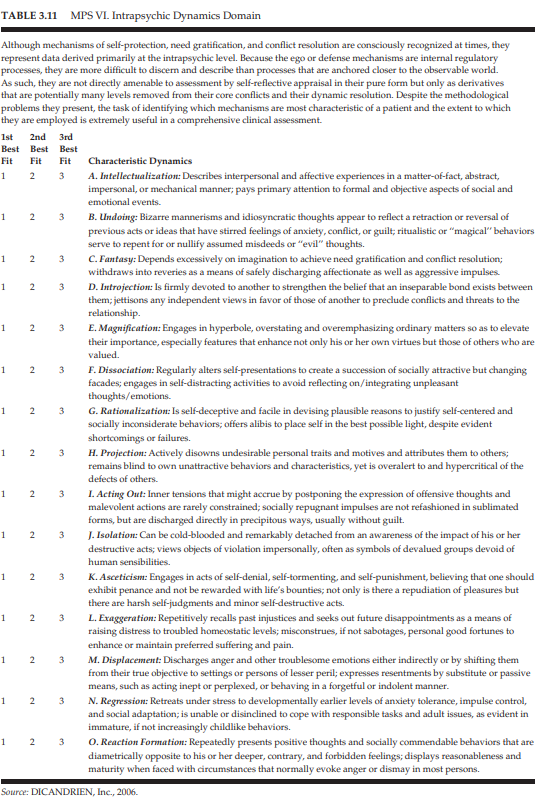 TABLE 3.11 MPS VI. Intrapsychic Dynamics Domain
Although mechanisms of self-protection, need gratification, and conflict resolution are consciously recognized at times, they
represent data derived primarily at the intrapsychic level. Because the ego or defense mechanisms are internal regulatory
processes, they are more difficult to discern and describe than processes that are anchored closer to the observable world.
As such, they are not directly amenable to assessment by self-reflective appraisal in their pure form but only as derivatives
that are potentially many levels removed from their core conflicts and their dynamic resolution. Despite the methodological
problems they present, the task of identifying which mechanisms are most characteristic of a patient and the extent to which
they are employed is extremely useful in a comprehensive clinical assessment.
1st 2nd 3rd
Best Best Best
Fit Fit Fit Characteristic Dynamics
1 2 3 A. Intellectualization: Describes interpersonal and affective experiences in a matter-of-fact, abstract,
impersonal, or mechanical manner; pays primary attention to formal and objective aspects of social and
emotional events.
1 2 3 B. Undoing: Bizarre mannerisms and idiosyncratic thoughts appear to reflect a retraction or reversal of
previous acts or ideas that have stirred feelings of anxiety, conflict, or guilt; ritualistic or "magical" behaviors
serve to repent for or nullify assumed misdeeds or "evil" thoughts.
1 2 3 C. Fantasy: Depends excessively on imagination to achieve need gratification and conflict resolution;
withdraws into reveries as a means of safely discharging affectionate as well as aggressive impulses.
1 2 3 D. Introjection: Is firmly devoted to another to strengthen the belief that an inseparable bond exists between
them; jettisons any independent views in favor of those of another to preclude conflicts and threats to the
relationship.
1 2 3 E. Magnification: Engages in hyperbole, overstating and overemphasizing ordinary matters so as to elevate
their importance, especially features that enhance not only his or her own virtues but those of others who are
valued.
1 2 3 F. Dissociation: Regularly alters self-presentations to create a succession of socially attractive but changing
facades; engages in self-distracting activities to avoid reflecting on/integrating unpleasant
thoughts/emotions.
1 2 3 G. Rationalization: Is self-deceptive and facile in devising plausible reasons to justify self-centered and
socially inconsiderate behaviors; offers alibis to place self in the best possible light, despite evident
shortcomings or failures.
1 2 3 H. Projection: Actively disowns undesirable personal traits and motives and attributes them to others;
remains blind to own unattractive behaviors and characteristics, yet is overalert to and hypercritical of the
defects of others.
1 2 3 I. Acting Out: Inner tensions that might accrue by postponing the expression of offensive thoughts and
malevolent actions are rarely constrained; socially repugnant impulses are not refashioned in sublimated
forms, but are discharged directly in precipitous ways, usually without guilt.
1 2 3 J. Isolation: Can be cold-blooded and remarkably detached from an awareness of the impact of his or her
destructive acts; views objects of violation impersonally, often as symbols of devalued groups devoid of
human sensibilities.
1 2 3 K. Asceticism: Engages in acts of self-denial, self-tormenting, and self-punishment, believing that one should
exhibit penance and not be rewarded with life's bounties; not only is there a repudiation of pleasures but
there are harsh self-judgments and minor self-destructive acts.
1 2 3 L. Exaggeration: Repetitively recalls past injustices and seeks out future disappointments as a means of
raising distress to troubled homeostatic levels; misconstrues, if not sabotages, personal good fortunes to
enhance or maintain preferred suffering and pain.
1 2 3 M. Displacement: Discharges anger and other troublesome emotions either indirectly or by shifting them
from their true objective to settings or persons of lesser peril; expresses resentments by substitute or passive
means, such as acting inept or perplexed, or behaving in a forgetful or indolent manner.
1 2 3 N. Regression: Retreats under stress to developmentally earlier levels of anxiety tolerance, impulse control,
and social adaptation; is unable or disinclined to cope with responsible tasks and adult issues, as evident in
immature, if not increasingly childlike behaviors.
1 2 3 O. Reaction Formation: Repeatedly presents positive thoughts and socially commendable behaviors that are
diametrically opposite to his or her deeper, contrary, and forbidden feelings; displays reasonableness and
maturity when faced with circumstances that normally evoke anger or dismay in most persons.
Source: DICANDRIEN, Inc., 2006.